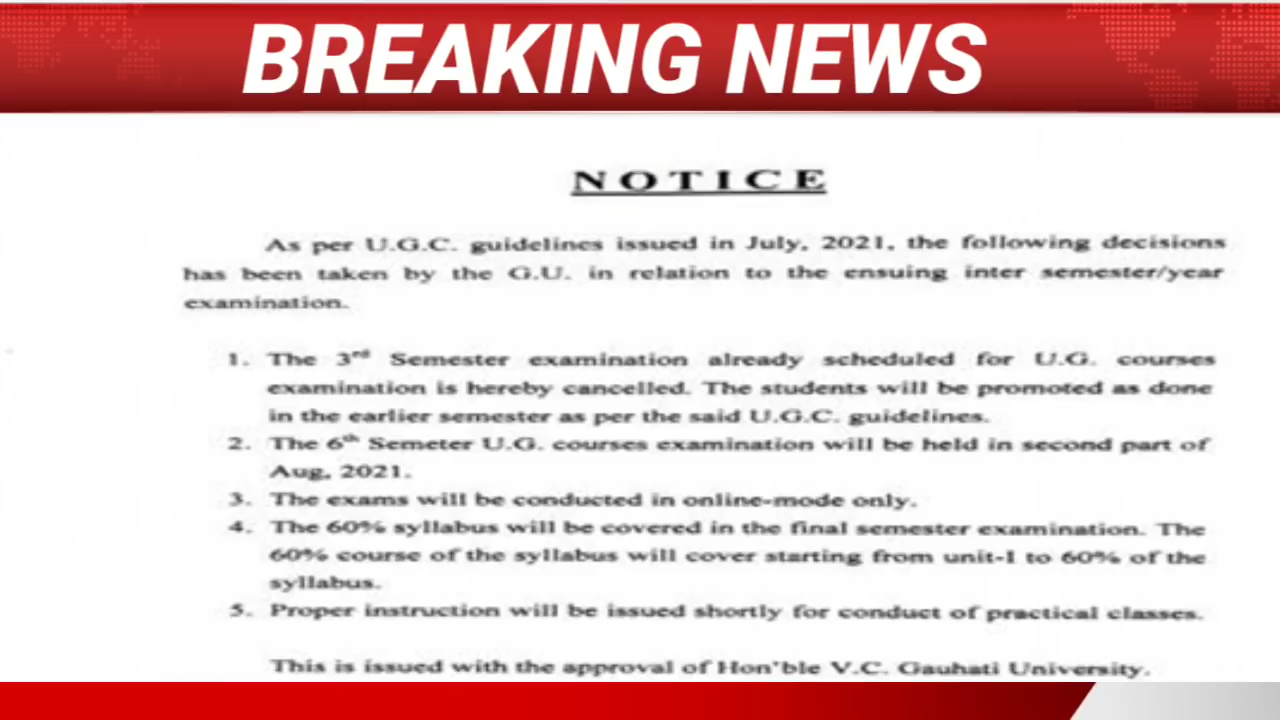 BREAKING NEWS
NOTICE
As per U.G.C. guidelines issued in July, 2021, the following decisions
has been taken by the G.U. in relation to the ensuing inter semester/year
examination.
1. The 3rd Semester examination already scheduled for U.G. courses
examination is hereby cancelled. The students will be promoted as done
in the earlier semester as per the said U.G.C. guidelines.
2. The 6th Semeter U.G. courses examination will be held in second part of
Aug, 2021.
3. The exams will be conducted in online-mode only.
4. The 60% syllabus will be covered in the final semester examination. The
60% course of the syllabus will cover starting from unit-I to 60% of the
syllabus.
5. Proper instruction will be issued shortly for conduct of practical classes.
This is issued with the approval of Hon'ble V.C. Gauhati University.